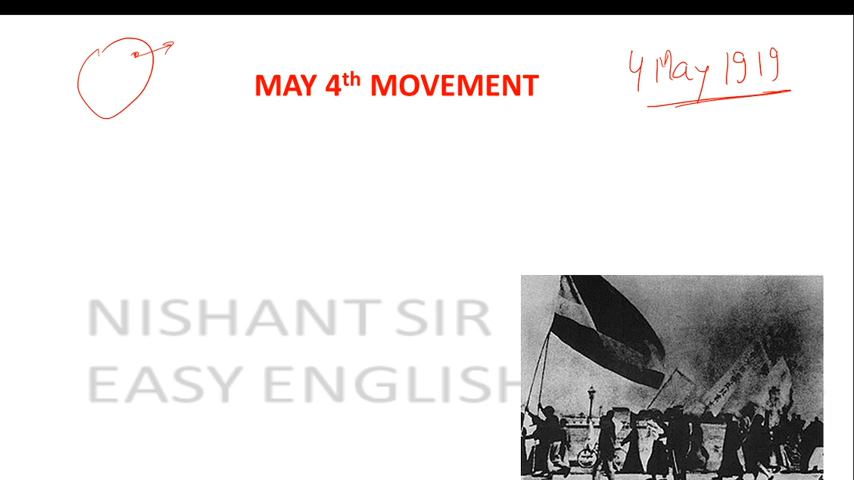 MAY 4th MOVEMENT
4 May 1919
NISHANT SIR
EASY ENGLISH